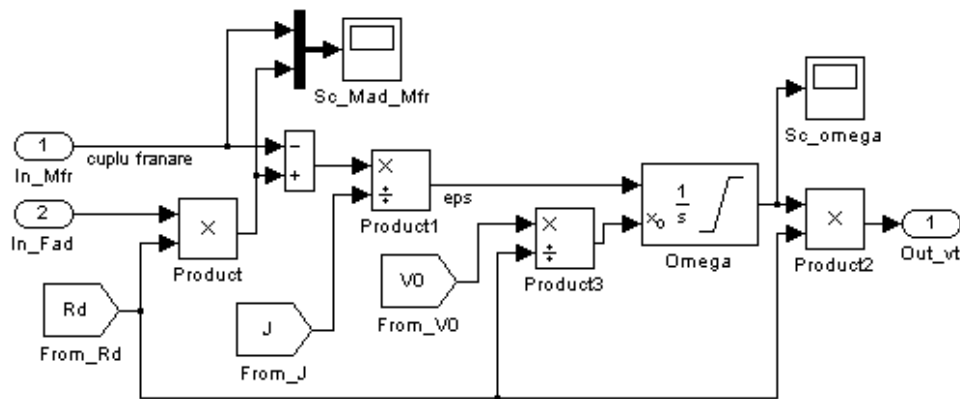 Sc_Mad_Mfr
1
In_Mfr
cuplu franare
−
+
2
In_Fad
×
Product
×
÷
Product1
eps
Rd
From_Rd
J
From_J
V0
From_V0
×
÷
Product3
1
s
x0
Omega
Sc_omega
×
Product2
1
Out_vt